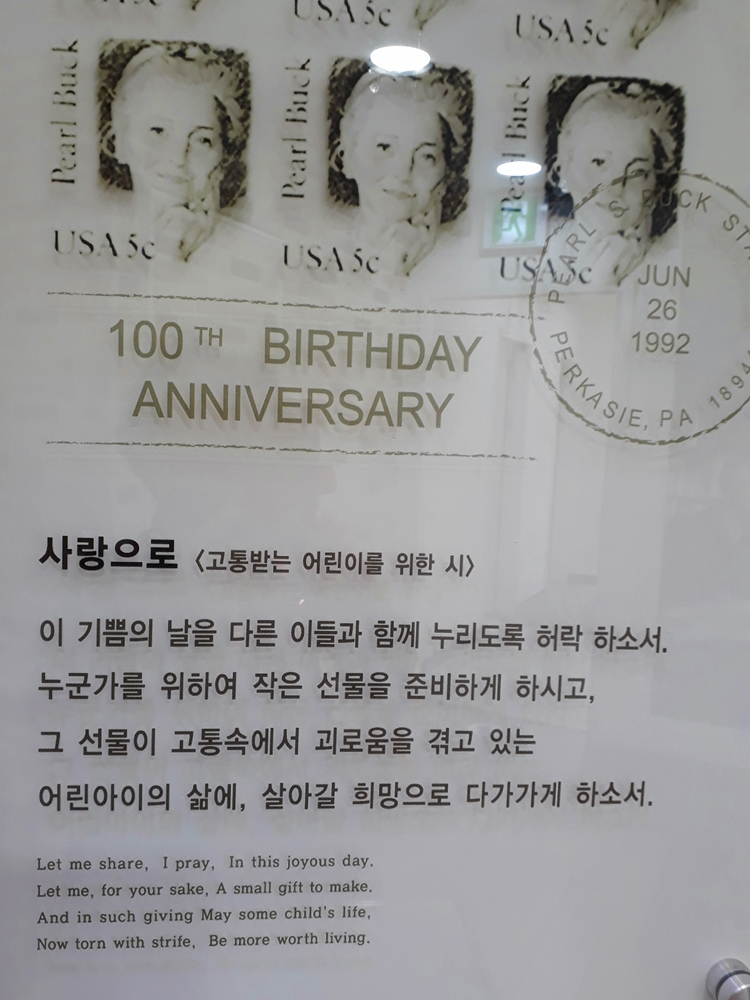 USA 5c
USA 5c
Pearl Buck
Pearl Buck
Pearl Buck
USA 5c
USA 5c
USA 5c
PEARL S BUCK
JUN
26
1992
PERKASIE, PA
100TH BIRTHDAY
ANNIVERSARY
사랑으로 〈고통받는 어린이를 위한 시〉
이 기쁨의 날을 다른 이들과 함께 누리도록 허락 하소서.
누군가를 위하여 작은 선물을 준비하게 하시고,
그 선물이 고통속에서 괴로움을 겪고 있는
어린아이의 삶에, 살아갈 희망으로 다가가게 하소서.
Let me share, I pray, In this joyous day.
Let me, for your sake, A small gift to make.
And in such giving May some child's life,
Now torn with strife, Be more worth living.